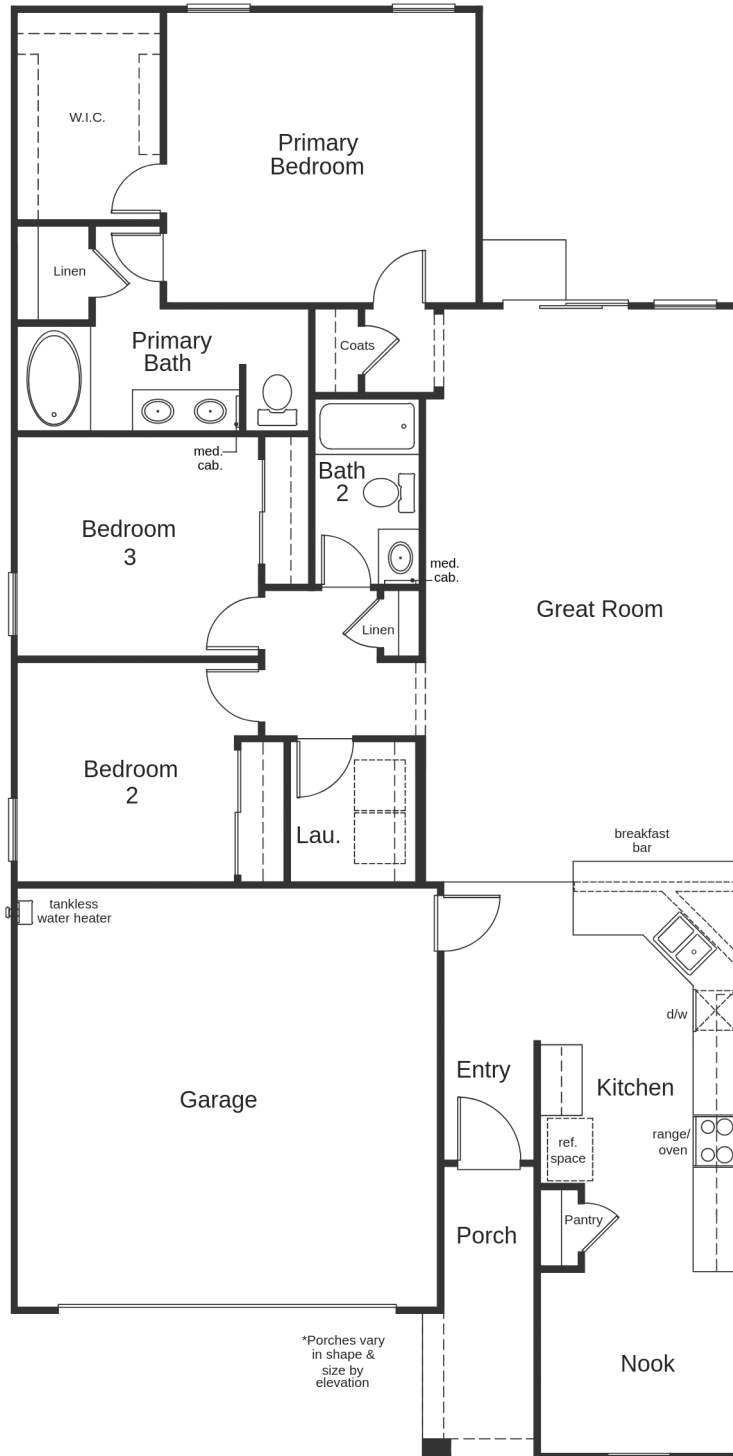 W.I.C.
Primary
Bedroom
Linen
Primary
Bath
Coats
med.
cab.
Bath
2
Bedroom
3
med.
cab.
Great Room
Linen
Bedroom
2
Lau.
breakfast
bar
tankless
water heater
d/w
Entry
Kitchen
Garage
range/
oven
ref.
space
Pantry
Porch
*Porches vary
in shape &
size by
elevation
Nook